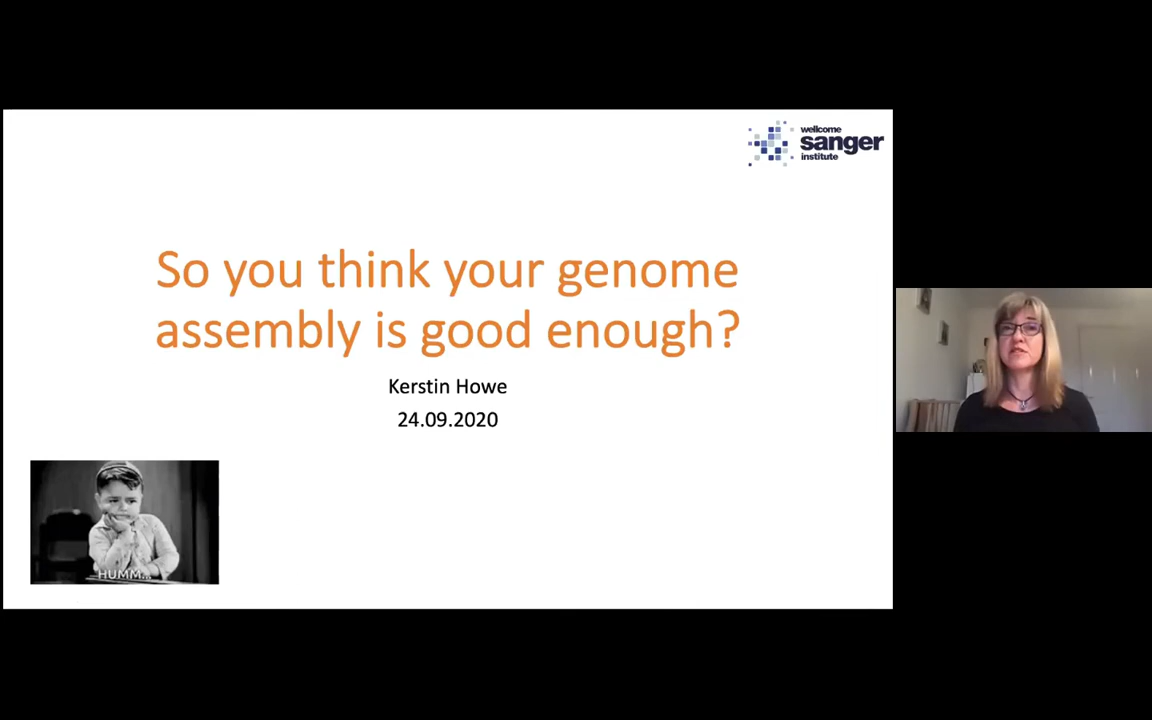 wellcome
sanger
institute
So you think your genome
assembly is good enough?
Kerstin Howe
24.09.2020
HUMM...